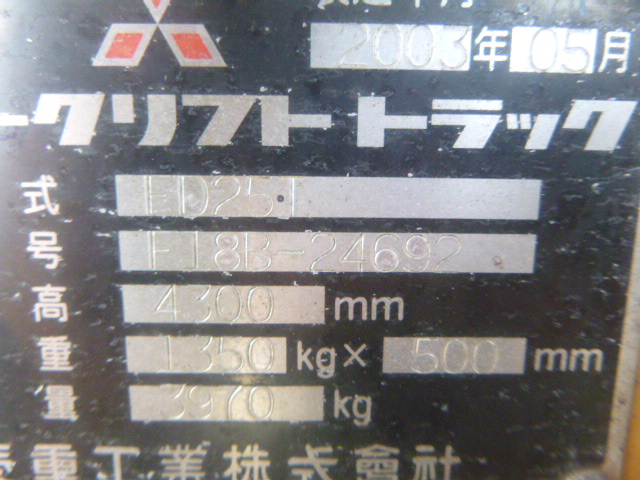 2003年05月
ークリフトトラック
式 FD25T
号 F18B-24692
高 4300 mm
重 1350 kg× 500 mm
量 3970 kg
重工業株式會社